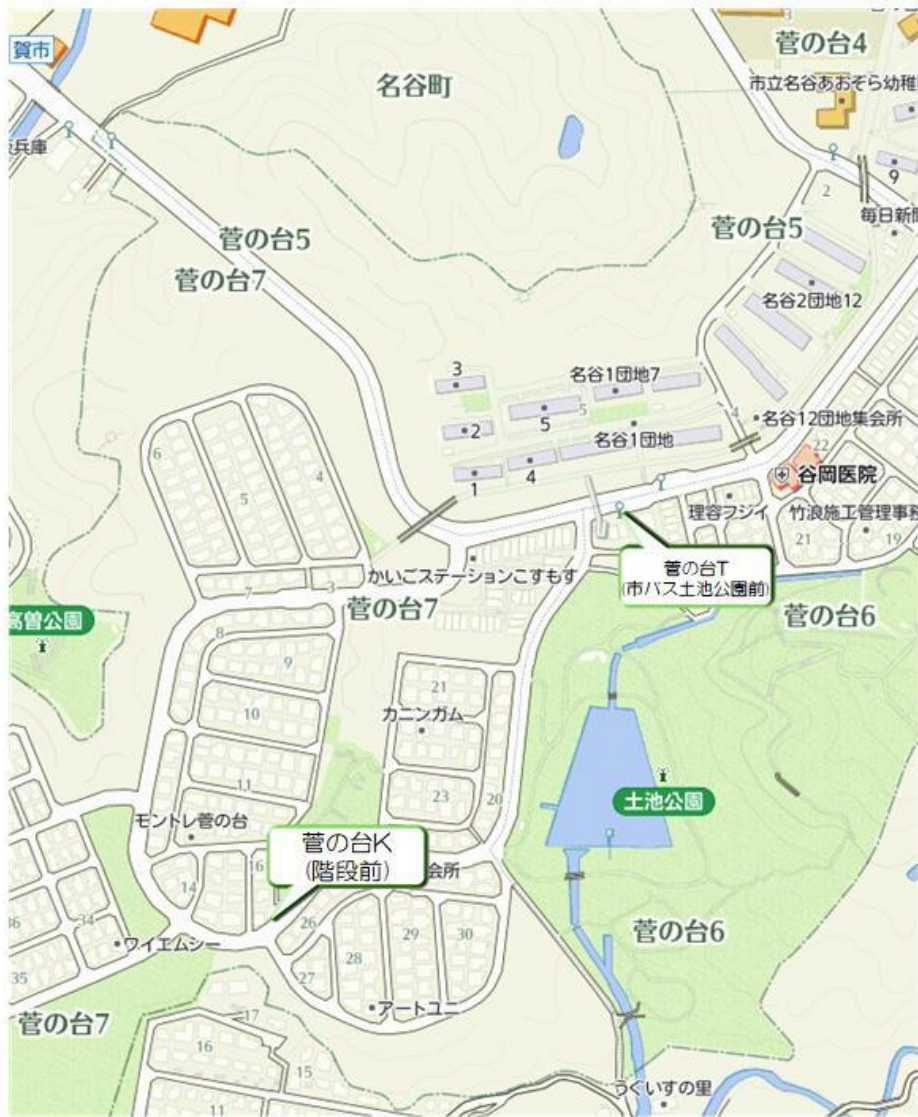 菅の台4
賀市
名谷町
市立名谷あおぞら幼稚
兵庫
9
2
毎日新聞
菅の台5
菅の台5
菅の台7
名谷2団地12
3
名谷1団地7
5
5
2
名谷1団地
4
名谷12団地集会所
22
6
5
4
1
4
谷岡医院
理容フジイ
竹浪施工管理事務
21
19
かいごステーションこすもす
菅の台T
(市バス土池公園前)
7
3
菅の台7
菅の台6
高曽公園
8
9
21
10
カニンガム
11
23
20
土池公園
モントレ菅の台
菅の台K
(階段前)
会所
14
16
26
36
34
ワイエムシー
29
30
菅の台6
35
28
27
アートユニ
菅の台7
17
16
15
うぐいすの里
11